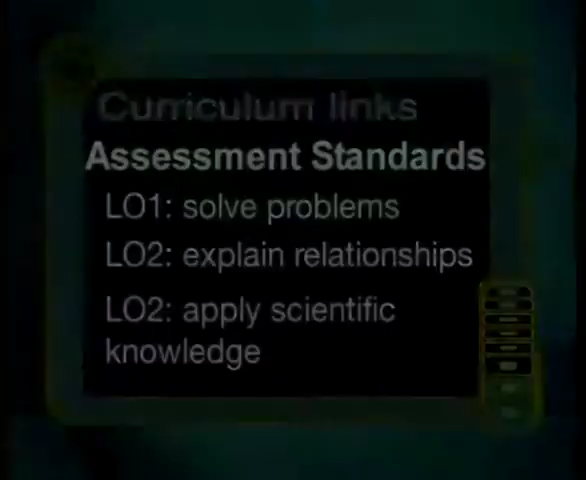 Curriculum links
Assessment Standards
LO1: solve problems
LO2: explain relationships
LO2: apply scientific
knowledge